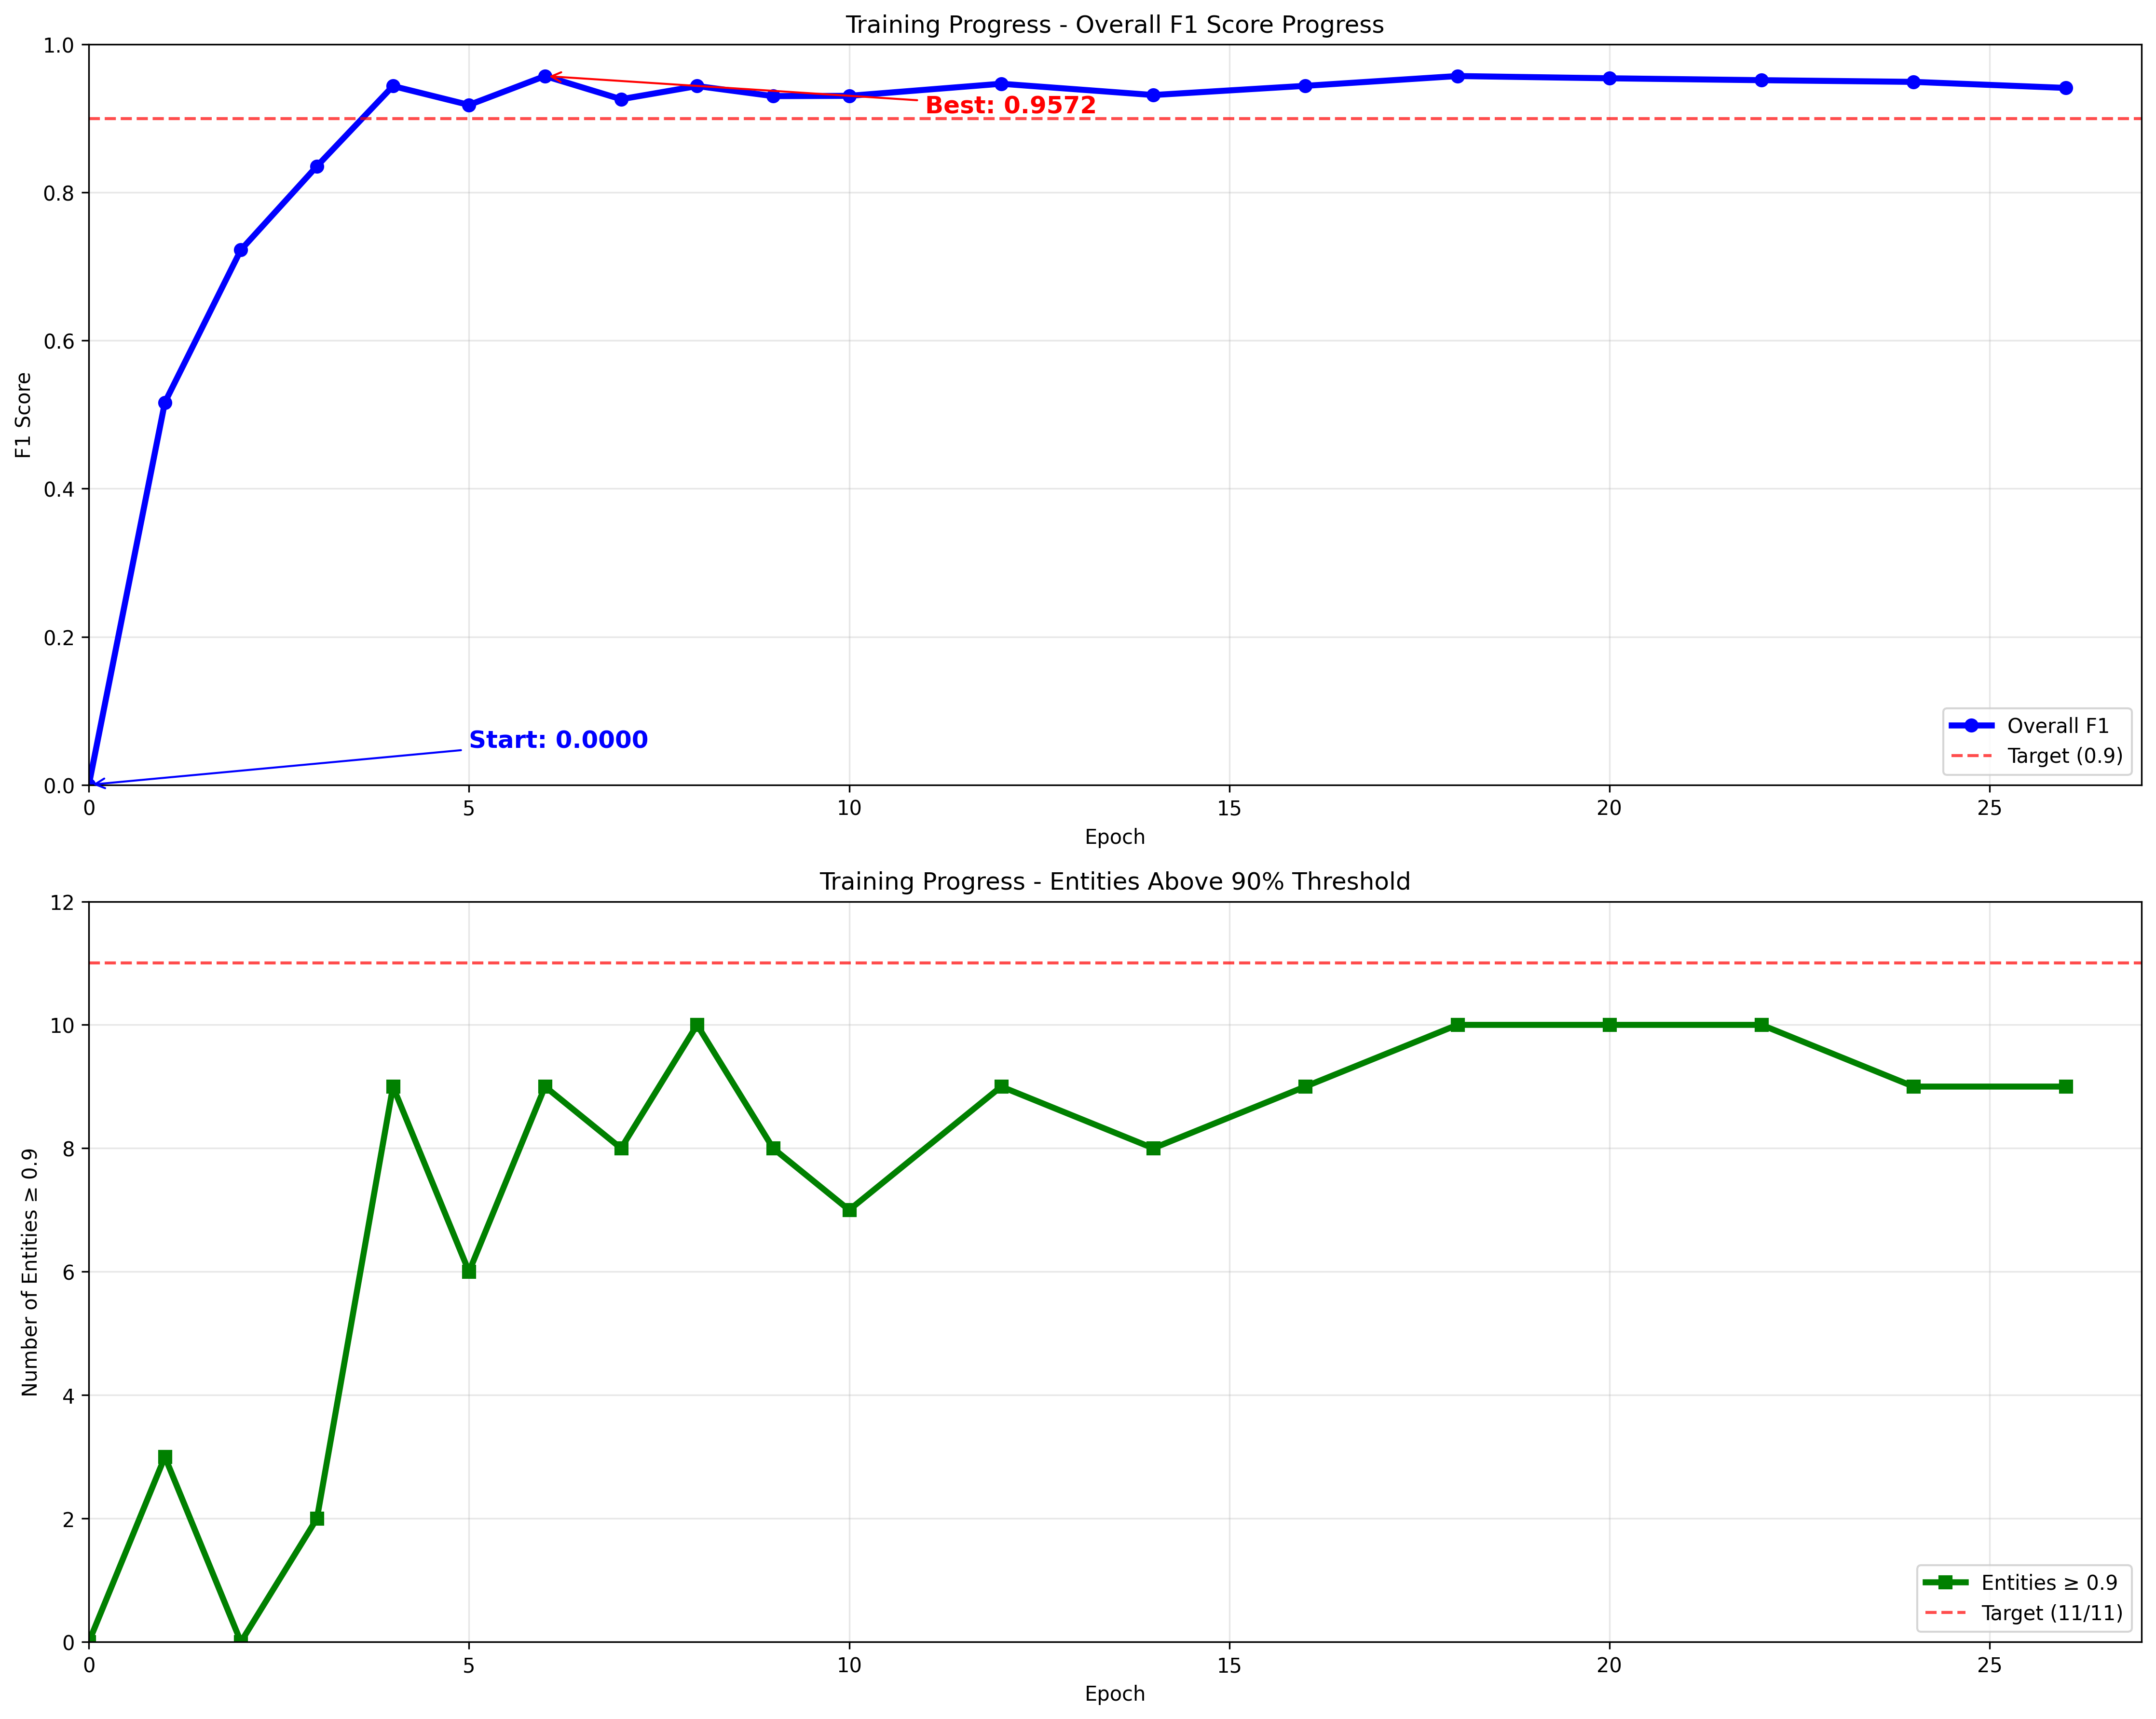 Training Progress - Overall F1 Score Progress
1.0
0.8
0.6
0.4
0.2
0.0
F1 Score
Best: 0.9572
Start: 0.0000
Overall F1
Target (0.9)
0 5 10 15 20 25
Epoch
Training Progress - Entities Above 90% Threshold
12
10
8
6
4
2
0
Number of Entities ≥ 0.9
Entities ≥ 0.9
Target (11/11)
0 5 10 15 20 25
Epoch